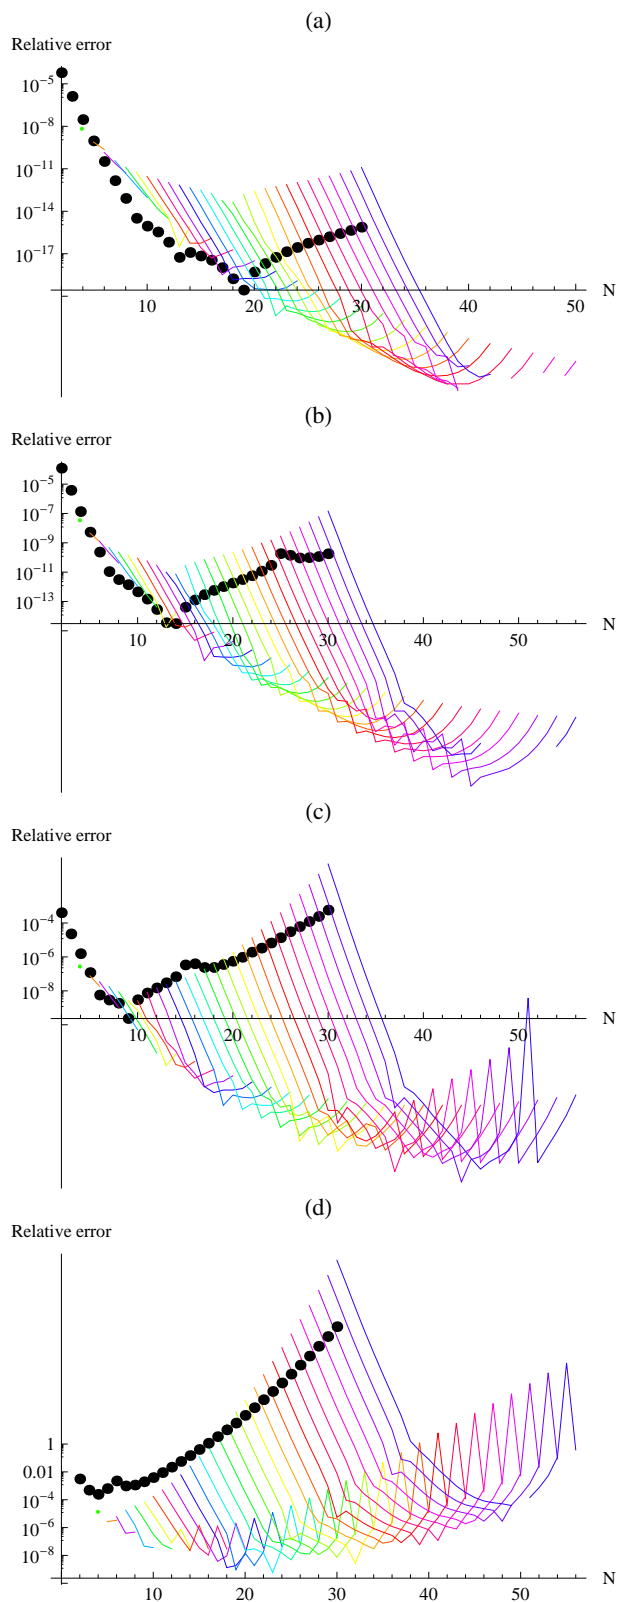 (a)
Relative error
10⁻⁵
10⁻⁸
10⁻¹¹
10⁻¹⁴
10⁻¹⁷
10 20 30 40 50 N
(b)
Relative error
10⁻⁵
10⁻⁷
10⁻⁹
10⁻¹¹
10⁻¹³
10 20 30 40 50 N
(c)
Relative error
10⁻⁴
10⁻⁶
10⁻⁸
10 20 30 40 50 N
(d)
Relative error
1
0.01
10⁻⁴
10⁻⁶
10⁻⁸
10 20 30 40 50 N